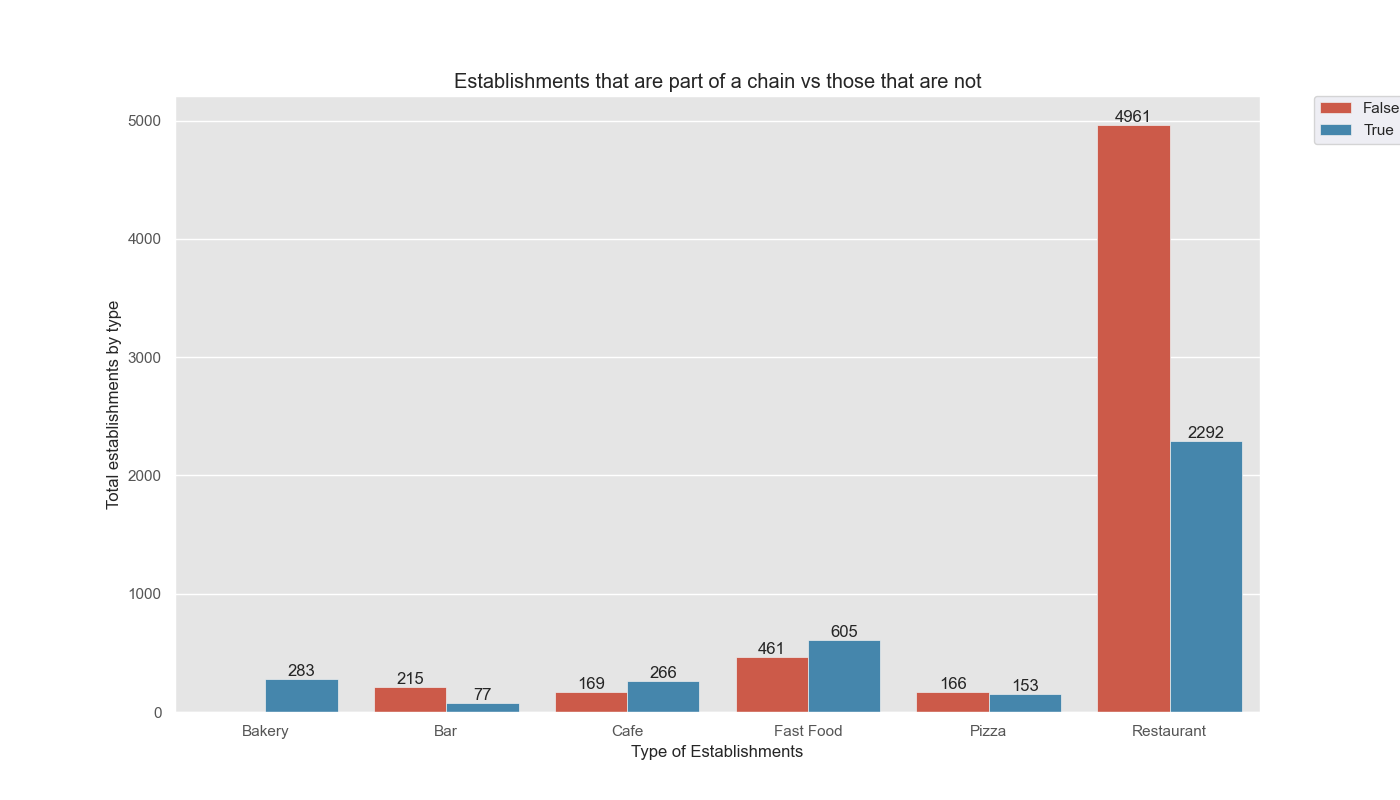 Establishments that are part of a chain vs those that are not
False
True
Total establishments by type
5000
4000
3000
2000
1000
0
283
215
77
169
266
461
605
166
153
4961
2292
Bakery
Bar
Cafe
Fast Food
Pizza
Restaurant
Type of Establishments